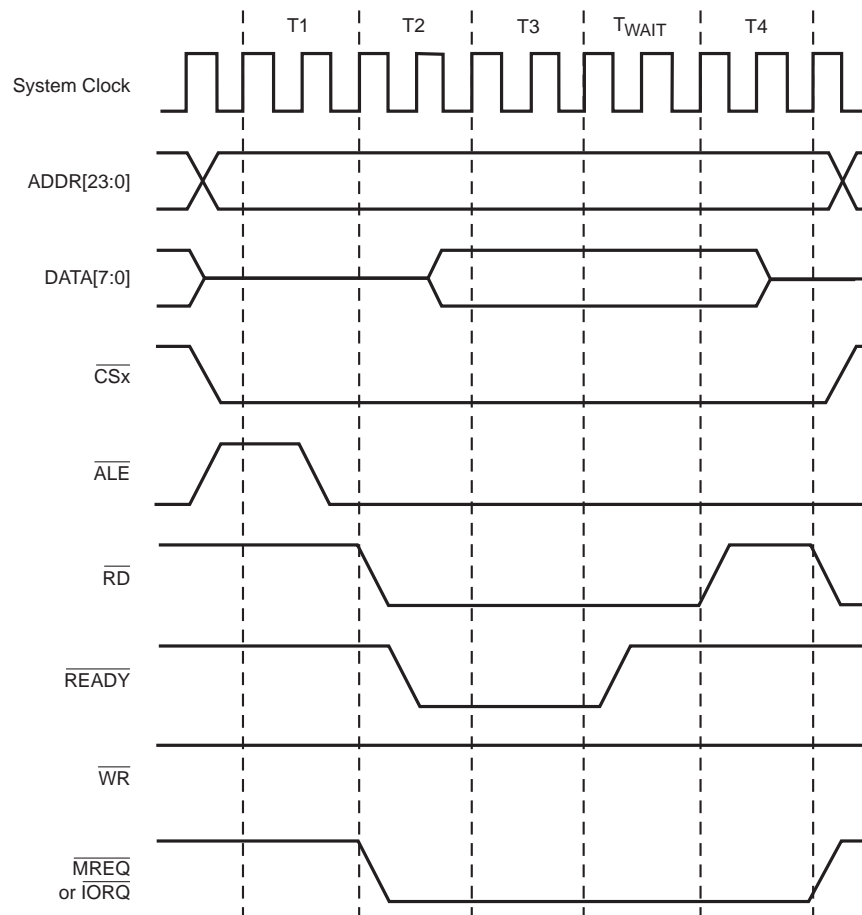 T1 T2 T3 TWAIT T4
System Clock
ADDR[23:0]
DATA[7:0]
CSx
ALE
RD
READY
WR
MREQ
or IORQ